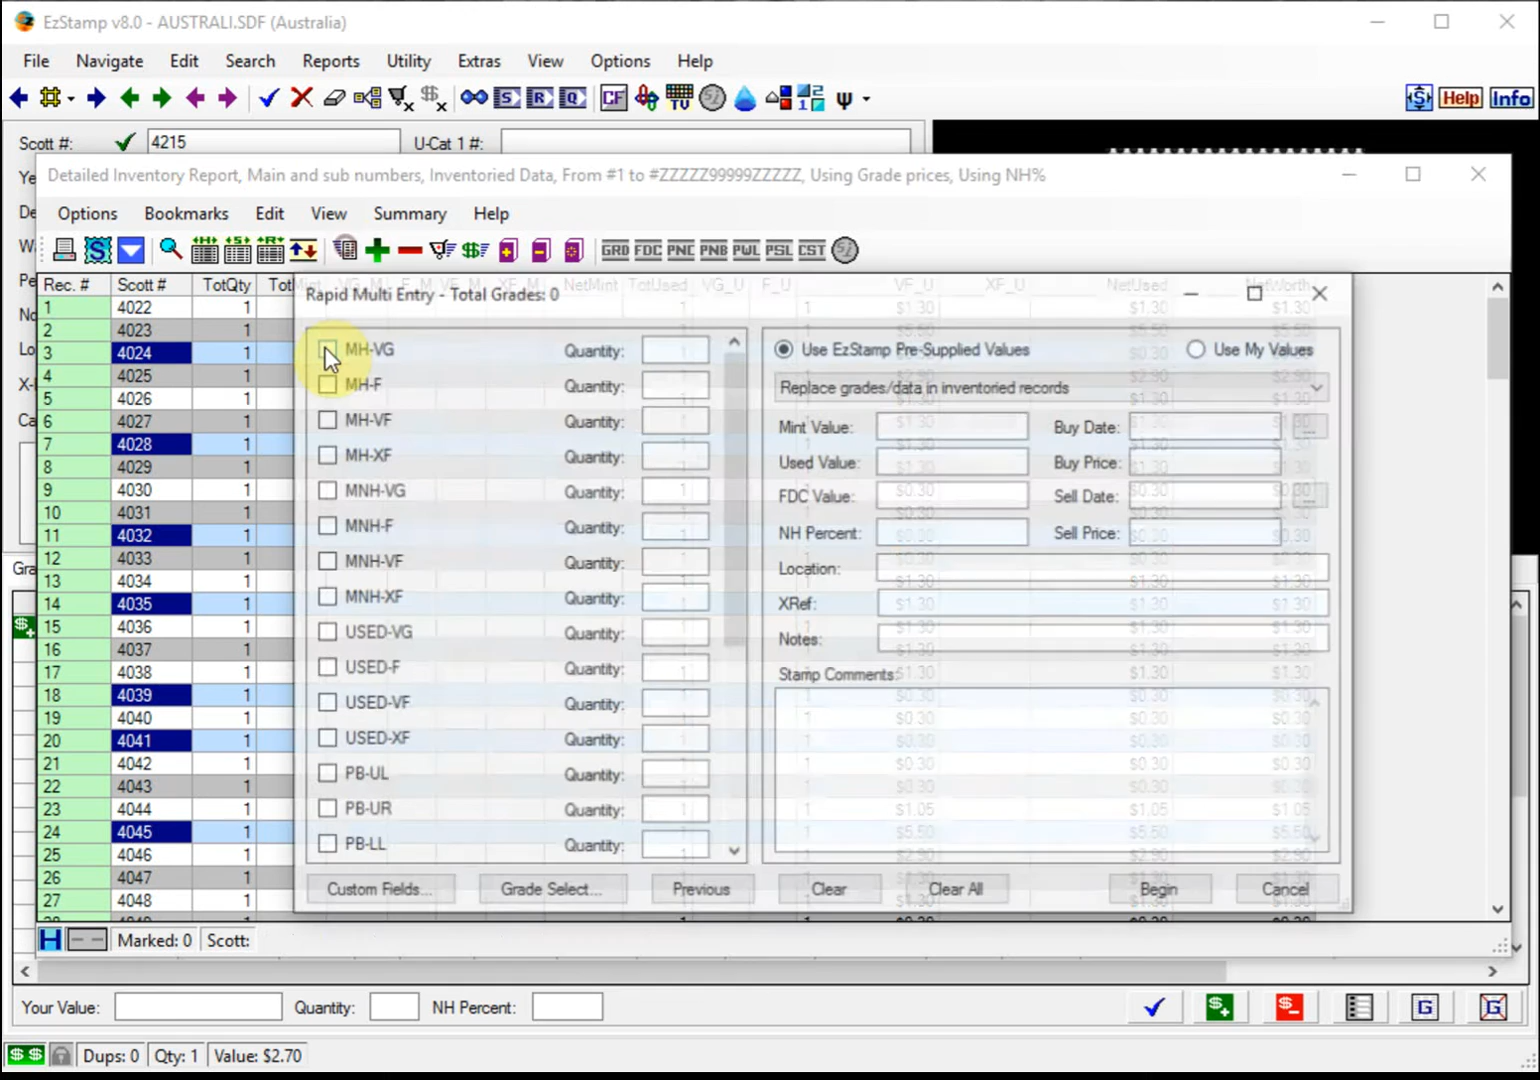 EzStamp v8.0 - AUSTRALI.SDF (Australia)
File Navigate Edit Search Reports Utility Extras Options View Help
S R Q CF TV Help Info
Scott #: 4215 U-Cat 1 #:
Detailed Inventory Report, Main and sub numbers, Inventoried Data, From #1 to #ZZZZZ99999ZZZZZ, Using Grade prices, Using NH%
Options Bookmarks Edit View Summary Help
GRD FDC PNC PNB PWL PSL CST
Rec. # Scott # TotQty
1 4022 1
2 4023 1
3 4024 1
4 4025 1
5 4026 1
6 4027 1
7 4028 1
8 4029 1
9 4030 1
10 4031 1
11 4032 1
12 4033 1
13 4034 1
14 4035 1
15 4036 1
16 4037 1
17 4038 1
18 4039 1
19 4040 1
20 4041 1
21 4042 1
22 4043 1
23 4044 1
24 4045 1
25 4046 1
26 4047 1
27 4048 1
Rapid Multi Entry - Total Grades: 0
MH-VG Quantity:
MH-F Quantity:
MH-VF Quantity:
MH-XF Quantity:
MNH-VG Quantity:
MNH-F Quantity:
MNH-VF Quantity:
MNH-XF Quantity:
USED-VG Quantity:
USED-F Quantity:
USED-VF Quantity:
USED-XF Quantity:
PB-UL Quantity:
PB-UR Quantity:
PB-LL Quantity:
Use EzStamp Pre-Supplied Values Use My Values
Replace grades/data in inventoried records
Mint Value: Buy Date:
Used Value: Buy Price:
FDC Value: Sell Date:
NH Percent: Sell Price:
Location:
XRef:
Notes:
Stamp Comments:
Custom Fields... Grade Select... Previous Clear Clear All Begin Cancel
H Marked: 0 Scott:
Your Value: Quantity: NH Percent:
Dups: 0 Qty: 1 Value: $2.70